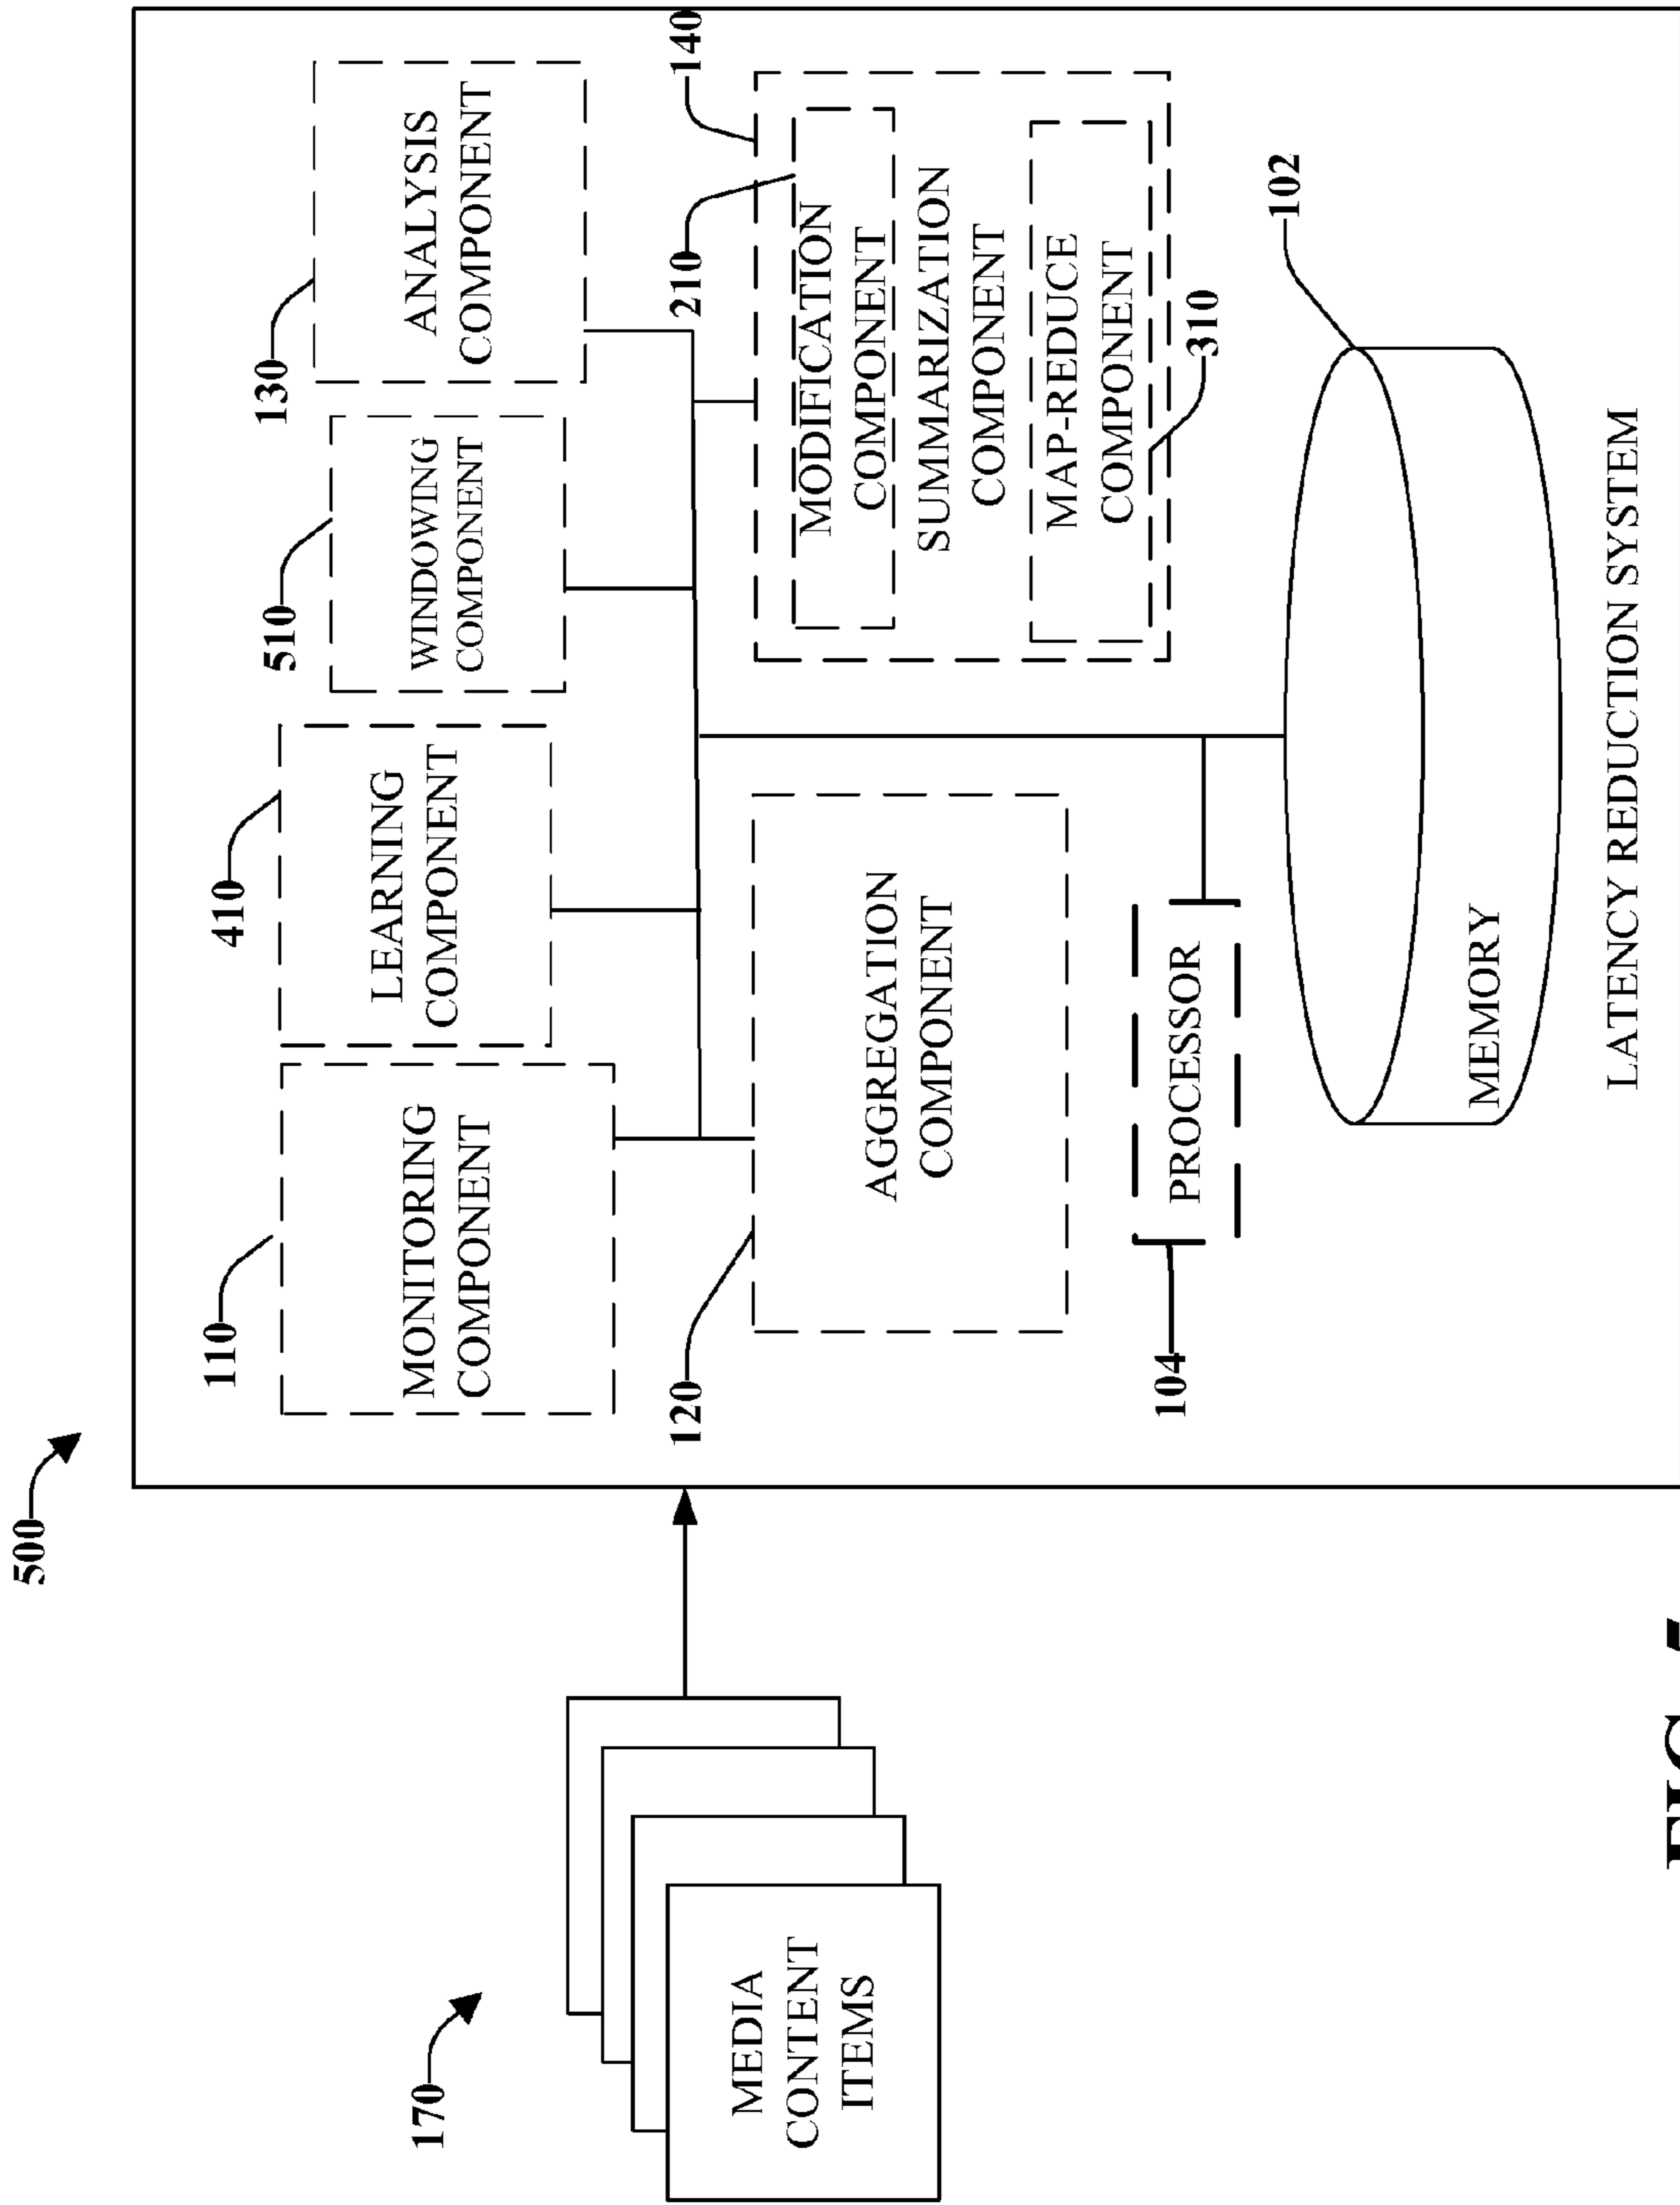 500
110
410
510
130
170
MONITORING
COMPONENT
LEARNING
COMPONENT
WINDOWING
COMPONENT
ANALYSIS
COMPONENT
120
210
140
MEDIA
CONTENT
ITEMS
AGGREGATION
COMPONENT
MODIFICATION
COMPONENT
SUMMARIZATION
COMPONENT
MAP-REDUCE
COMPONENT
310
104
PROCESSOR
102
MEMORY
LATENCY REDUCTION SYSTEM